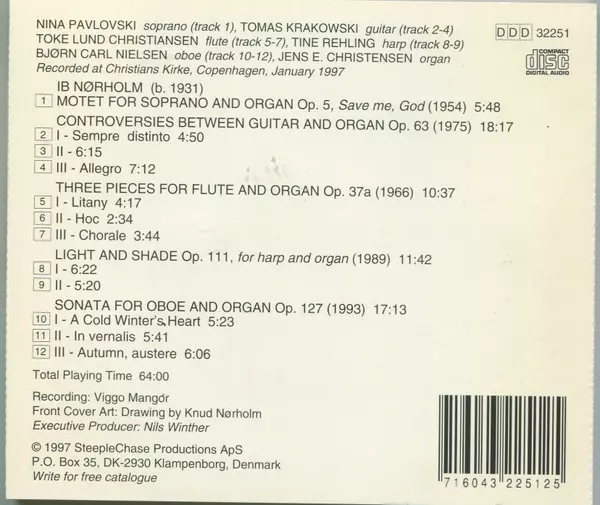 NINA PAVLOVSKI soprano (track 1), TOMAS KRAKOWSKI guitar (track 2-4)
TOKE LUND CHRISTIANSEN flute (track 5-7), TINE REHLING harp (track 8-9)
BJØRN CARL NIELSEN oboe (track 10-12), JENS E. CHRISTENSEN organ
Recorded at Christians Kirke, Copenhagen, January 1997
DDD 32251
COMPACT
disc
DIGITAL AUDIO
IB NØRHOLM (b. 1931)
1 MOTET FOR SOPRANO AND ORGAN Op. 5, Save me, God (1954) 5:48
CONTROVERSIES BETWEEN GUITAR AND ORGAN Op. 63 (1975) 18:17
2 I - Sempre distinto 4:50
3 II - 6:15
4 III - Allegro 7:12
THREE PIECES FOR FLUTE AND ORGAN Op. 37a (1966) 10:37
5 I - Litany 4:17
6 II - Hoc 2:34
7 III - Chorale 3:44
LIGHT AND SHADE Op. 111, for harp and organ (1989) 11:42
8 I - 6:22
9 II - 5:20
SONATA FOR OBOE AND ORGAN Op. 127 (1993) 17:13
10 I - A Cold Winter's Heart 5:23
11 II - In vernalis 5:41
12 III - Autumn, austere 6:06
Total Playing Time 64:00
Recording: Viggo Mangor
Front Cover Art: Drawing by Knud Nørholm
Executive Producer: Nils Winther
© 1997 SteepleChase Productions ApS
P.O. Box 35, DK-2930 Klampenborg, Denmark
Write for free catalogue
716043 225125